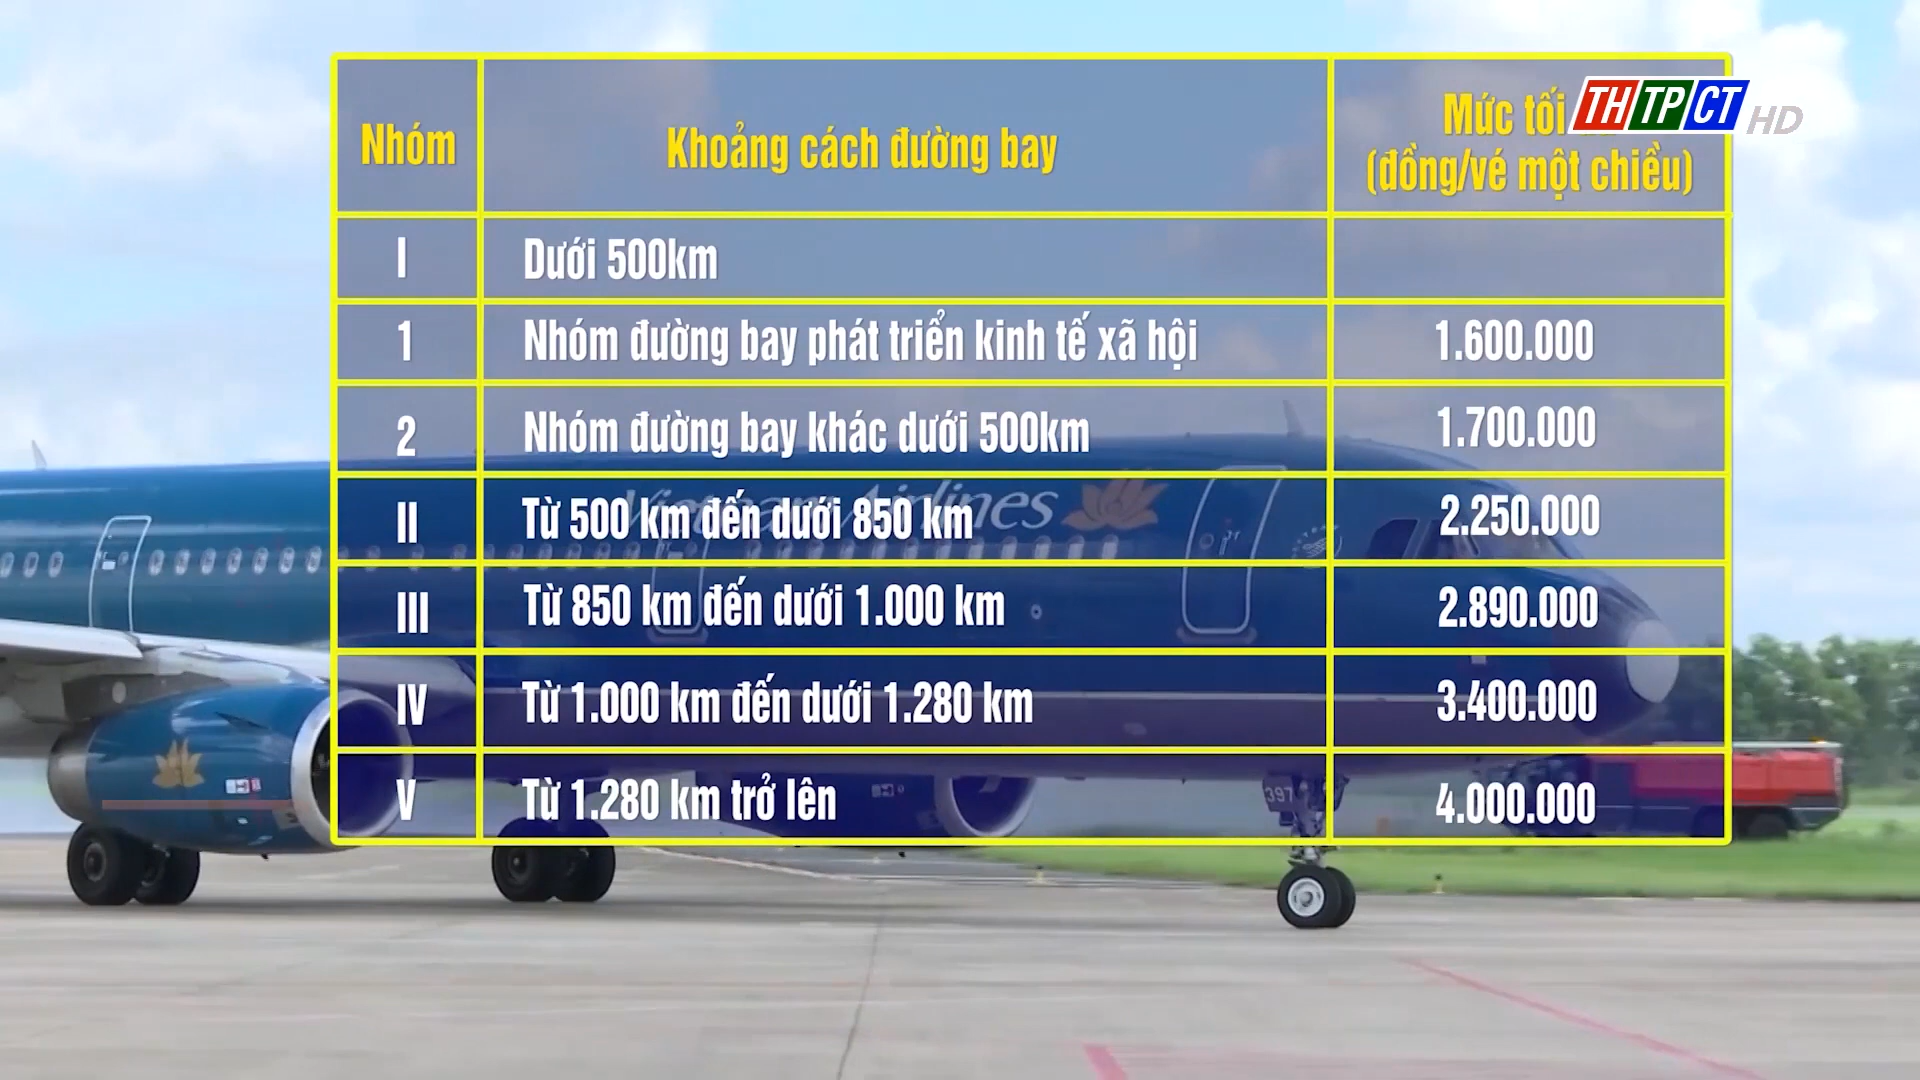 THTPCT HD
Nhóm
Khoảng cách đường bay
Mức tối
(đồng/vé một chiều)
I
Dưới 500km
1
Nhóm đường bay phát triển kinh tế xã hội
1.600.000
2
Nhóm đường bay khác dưới 500km
1.700.000
II
Từ 500 km đến dưới 850 km
2.250.000
III
Từ 850 km đến dưới 1.000 km
2.890.000
IV
Từ 1.000 km đến dưới 1.280 km
3.400.000
V
Từ 1.280 km trở lên
4.000.000
Vietnam Airlines
397